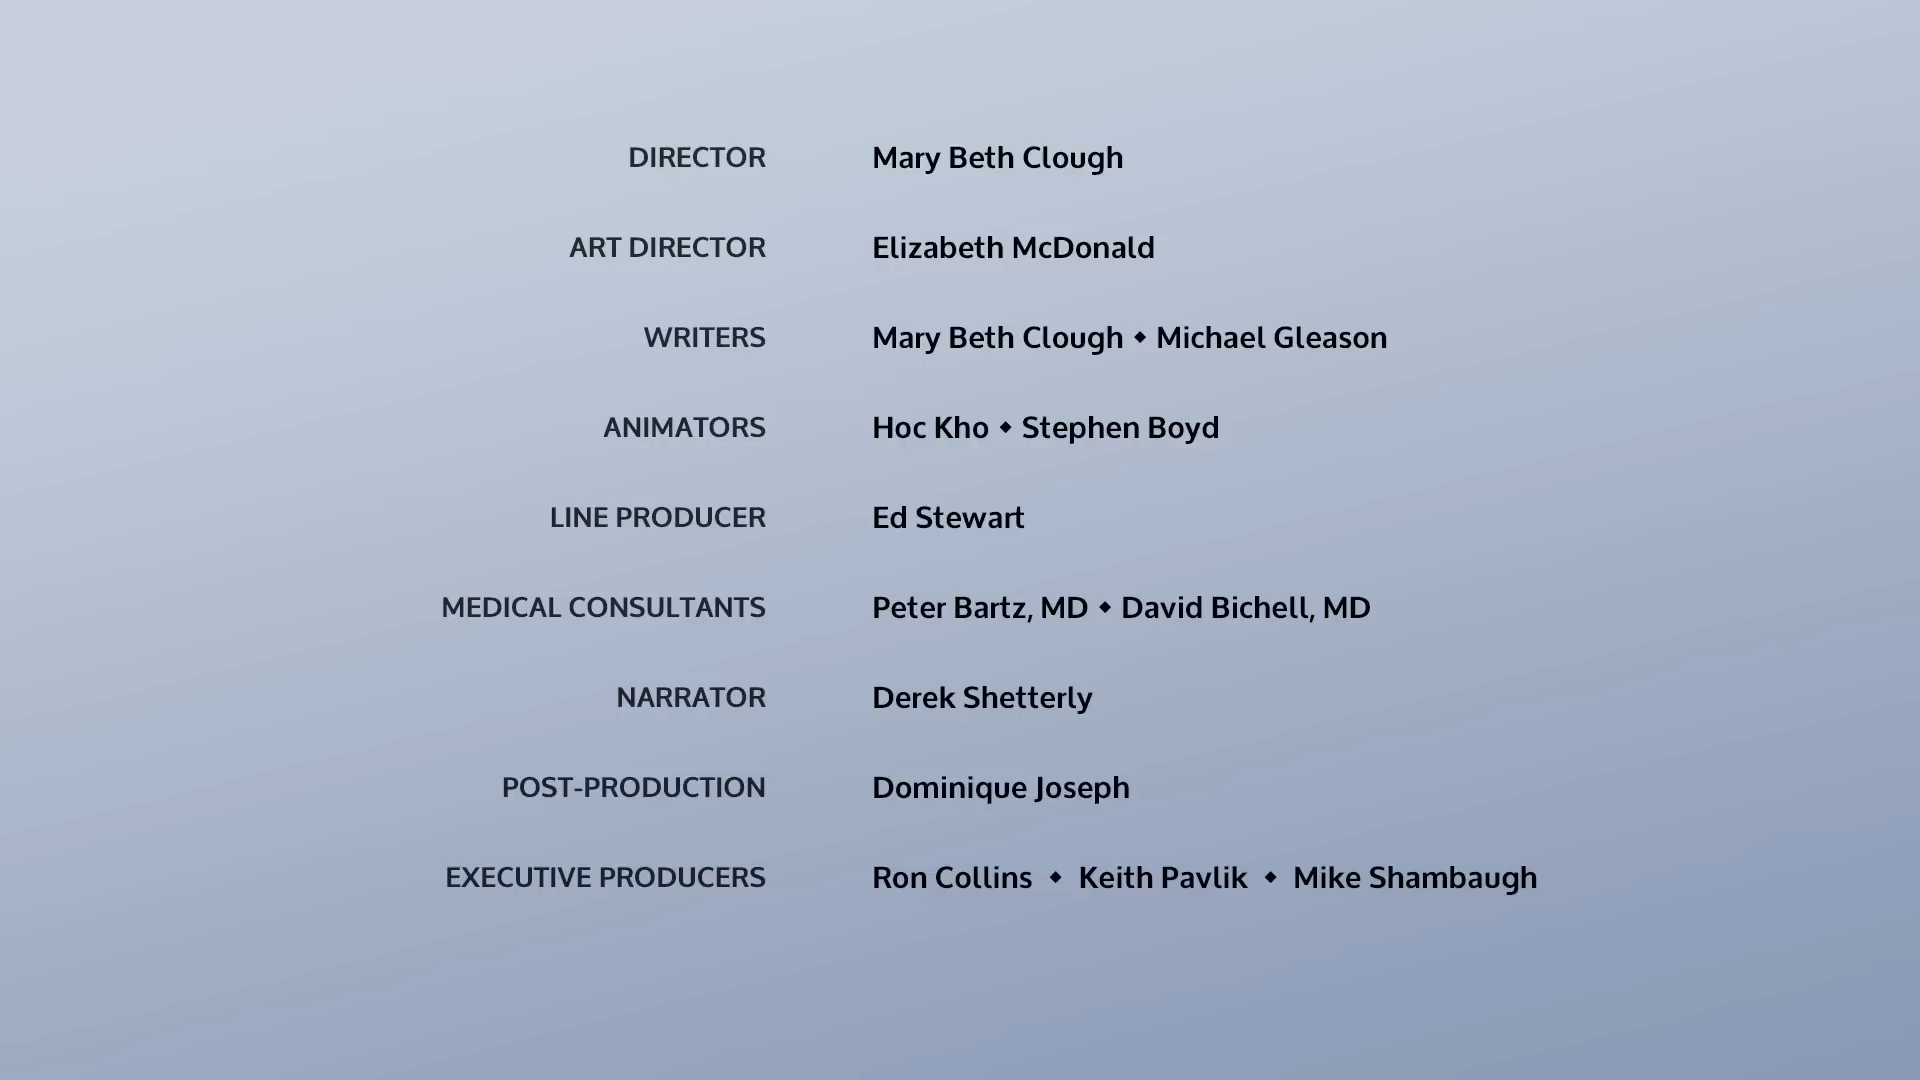 DIRECTOR Mary Beth Clough
ART DIRECTOR Elizabeth McDonald
WRITERS Mary Beth Clough ◆ Michael Gleason
ANIMATORS Hoc Kho ◆ Stephen Boyd
LINE PRODUCER Ed Stewart
MEDICAL CONSULTANTS Peter Bartz, MD ◆ David Bichell, MD
NARRATOR Derek Shetterly
POST-PRODUCTION Dominique Joseph
EXECUTIVE PRODUCERS Ron Collins ◆ Keith Pavlik ◆ Mike Shambaugh